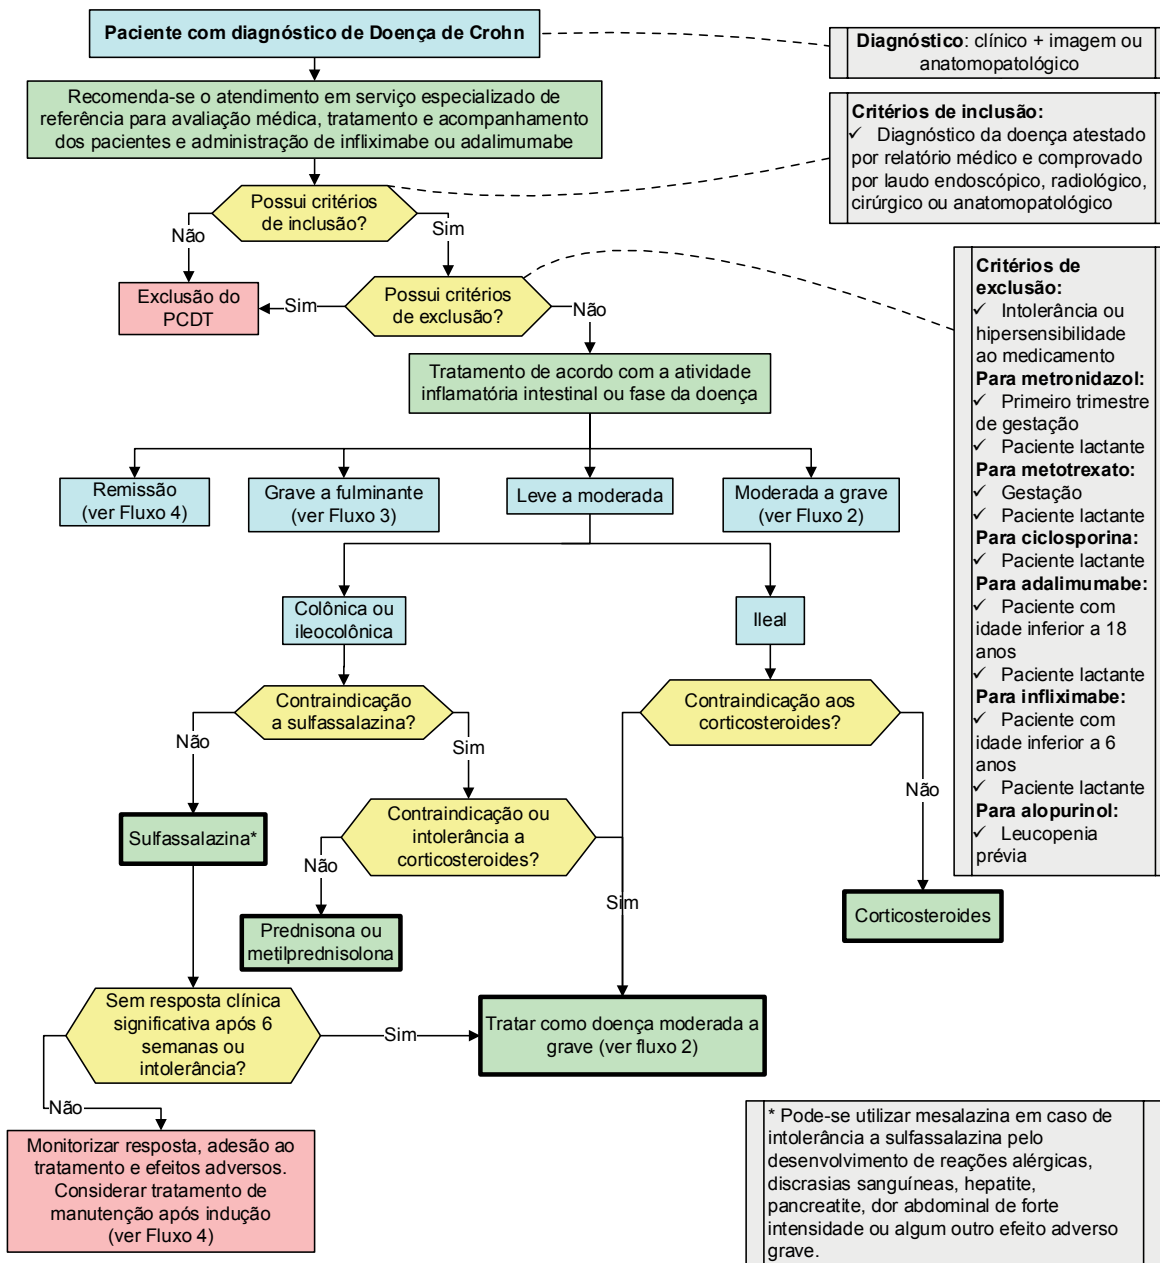 Paciente com diagnóstico de Doença de Crohn
Diagnóstico: clínico + imagem ou
anatomopatológico
Recomenda-se o atendimento em serviço especializado de
referência para avaliação médica, tratamento e acompanhamento
dos pacientes e administração de infliximabe ou adalimumabe
Critérios de inclusão:
✓ Diagnóstico da doença atestado
por relatório médico e comprovado
por laudo endoscópico, radiológico,
cirúrgico ou anatomopatológico
Possui critérios
de inclusão?
Não
Sim
Exclusão do
PCDT
Sim
Possui critérios
de exclusão?
Não
Critérios de
exclusão:
✓ Intolerância ou
hipersensibilidade
ao medicamento
Para metronidazol:
✓ Primeiro trimestre
de gestação
✓ Paciente lactante
Para metotrexato:
✓ Gestação
✓ Paciente lactante
Para ciclosporina:
✓ Paciente lactante
Para adalimumabe:
✓ Paciente com
idade inferior a 18
anos
✓ Paciente lactante
Para infliximabe:
✓ Paciente com
idade inferior a 6
anos
✓ Paciente lactante
Para alopurinol:
✓ Leucopenia
prévia
Tratamento de acordo com a atividade
inflamatória intestinal ou fase da doença
Remissão
(ver Fluxo 4)
Grave a fulminante
(ver Fluxo 3)
Leve a moderada
Moderada a grave
(ver Fluxo 2)
Colônica ou
ileocolônica
Ileal
Contraindicação
a sulfassalazina?
Contraindicação aos
corticosteroides?
Não
Sim
Não
Sulfassalazina*
Contraindicação ou
intolerância a
corticosteroides?
Não
Sim
Prednisona ou
metilprednisolona
Corticosteroides
Sem resposta clínica
significativa após 6
semanas ou
intolerância?
Sim
Tratar como doença moderada a
grave (ver fluxo 2)
Não
Monitorizar resposta, adesão ao
tratamento e efeitos adversos.
Considerar tratamento de
manutenção após indução
(ver Fluxo 4)
* Pode-se utilizar mesalazina em caso de
intolerância a sulfassalazina pelo
desenvolvimento de reações alérgicas,
discrasias sanguíneas, hepatite,
pancreatite, dor abdominal de forte
intensidade ou algum outro efeito adverso
grave.